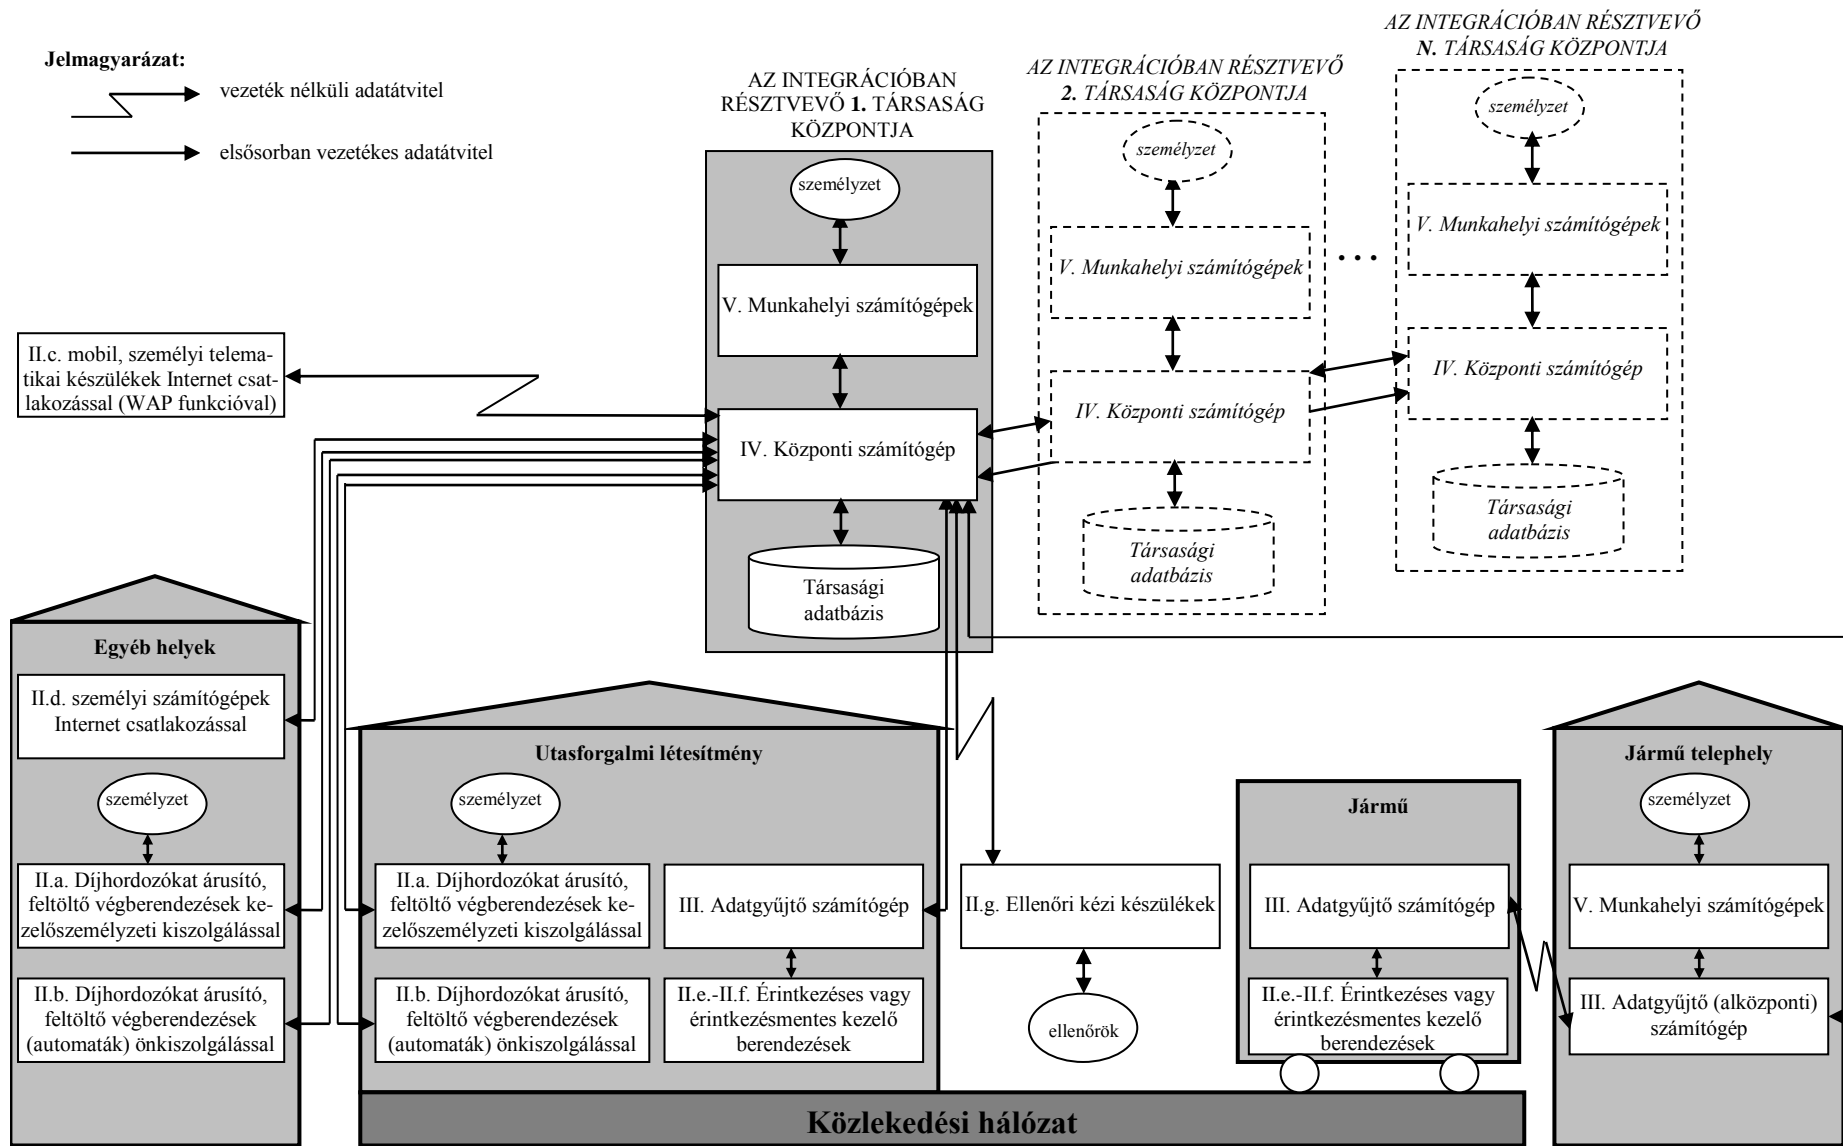 Jelmagyarázat:
vezeték nélküli adatátvitel
elsősorban vezetékes adatátvitel
AZ INTEGRÁCIÓBAN
RÉSZTVEVŐ 1. TÁRSASÁG
KÖZPONTJA
személyzet
V. Munkahelyi számítógépek
IV. Központi számítógép
Társasági
adatbázis
AZ INTEGRÁCIÓBAN RÉSZTVEVŐ
2. TÁRSASÁG KÖZPONTJA
személyzet
V. Munkahelyi számítógépek
IV. Központi számítógép
Társasági
adatbázis
. . .
AZ INTEGRÁCIÓBAN RÉSZTVEVŐ
N. TÁRSASÁG KÖZPONTJA
személyzet
V. Munkahelyi számítógépek
IV. Központi számítógép
Társasági
adatbázis
II.c. mobil, személyi telema-
tikai készülékek Internet csat-
lakozással (WAP funkcióval)
Egyéb helyek
II.d. személyi számítógépek
Internet csatlakozással
személyzet
II.a. Díjhordozókat árusító,
feltöltő végberendezések ke-
zelőszemélyzeti kiszolgálással
II.b. Díjhordozókat árusító,
feltöltő végberendezések
(automaták) önkiszolgálással
Utasforgalmi létesítmény
személyzet
II.a. Díjhordozókat árusító,
feltöltő végberendezések ke-
zelőszemélyzeti kiszolgálással
II.b. Díjhordozókat árusító,
feltöltő végberendezések
(automaták) önkiszolgálással
III. Adatgyűjtő számítógép
II.e.-II.f. Érintkezéses vagy
érintkezésmentes kezelő
berendezések
II.g. Ellenőri kézi készülékek
ellenőrök
Jármű
III. Adatgyűjtő számítógép
II.e.-II.f. Érintkezéses vagy
érintkezésmentes kezelő
berendezések
Jármű telephely
személyzet
V. Munkahelyi számítógépek
III. Adatgyűjtő (alközponti)
számítógép
Közlekedési hálózat